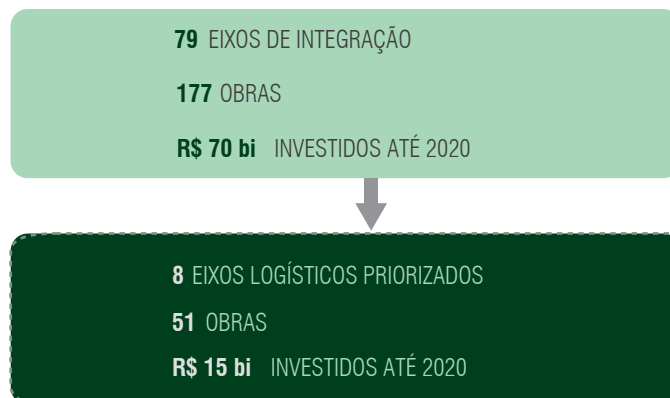 79 EIXOS DE INTEGRAÇÃO
177 OBRAS
R$ 70 bi INVESTIDOS ATÉ 2020
8 EIXOS LOGÍSTICOS PRIORIZADOS
51 OBRAS
R$ 15 bi INVESTIDOS ATÉ 2020